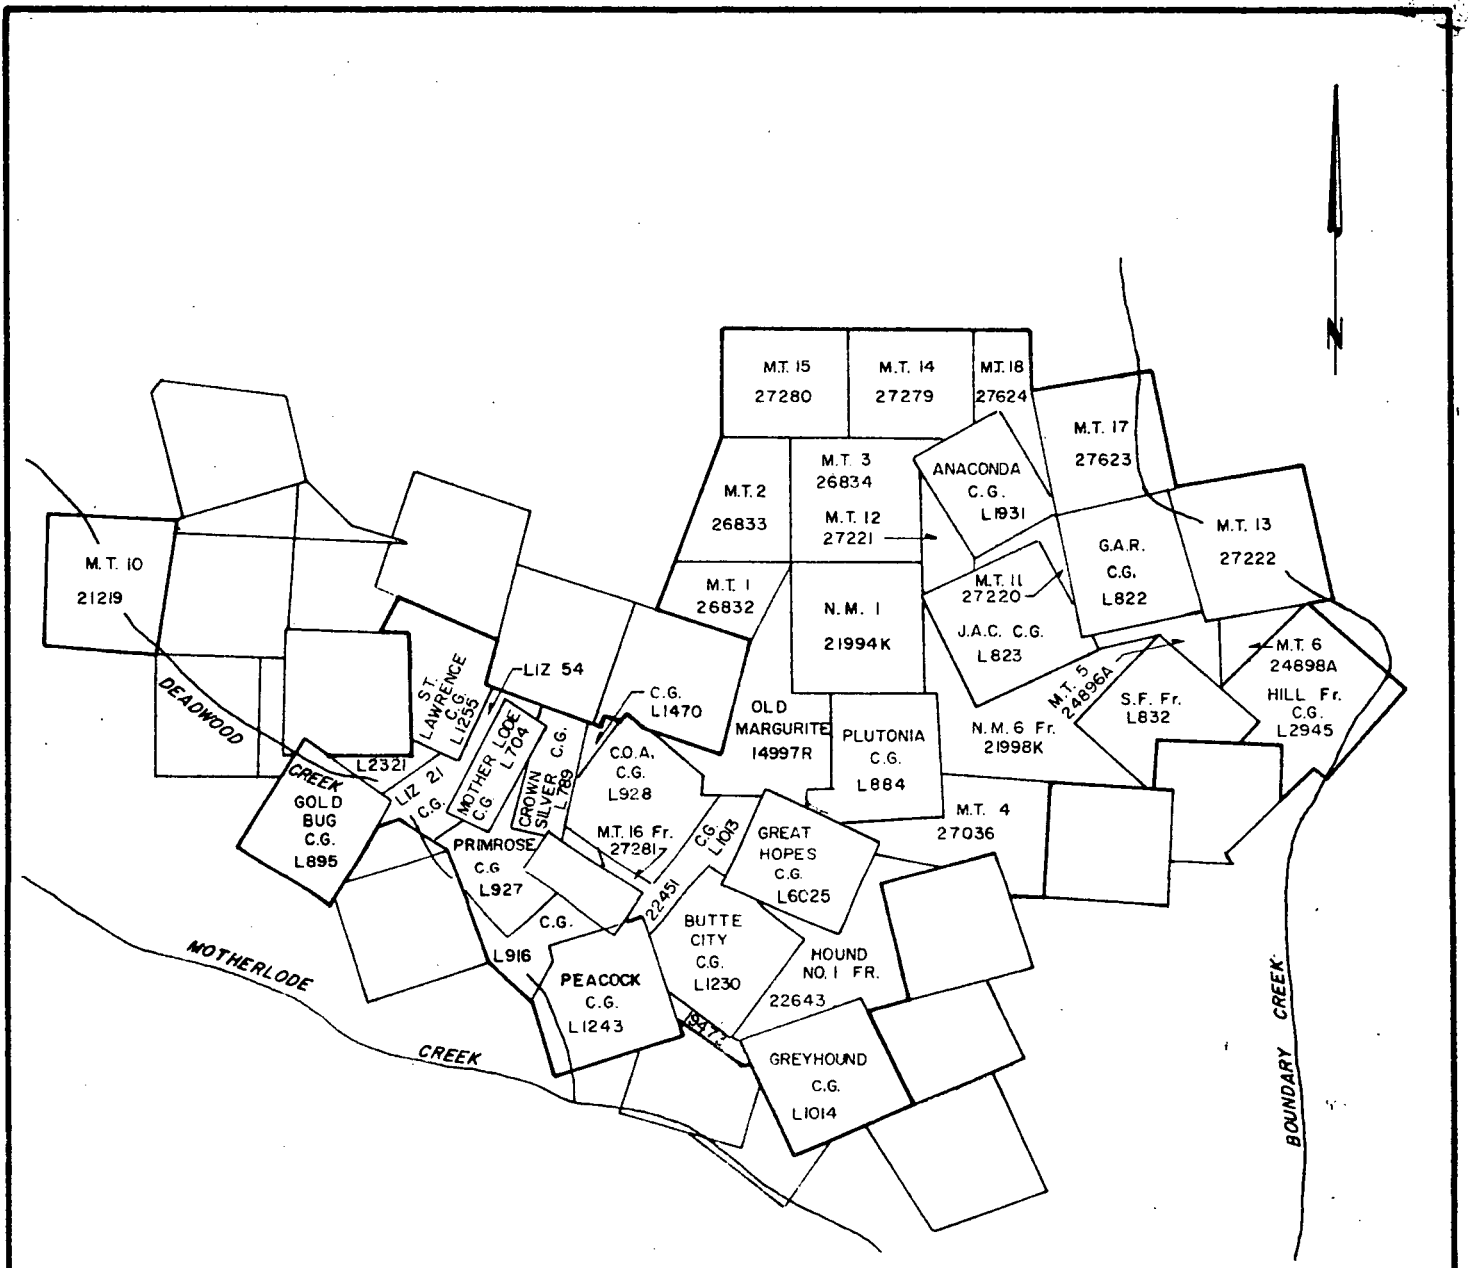 N
M.T. 15
27280
M.T. 14
27279
M.T. 18
27624
M.T. 17
27623
M.T. 3
26834
M.T. 2
26833
M.T. 12
27221
ANACONDA
C.G.
L1931
M.T. 13
27222
G.A.R.
C.G.
L822
M.T. 10
21219
M.T. 1
26832
N.M. 1
21994K
M.T. 11
27220
J.A.C. C.G.
L823
M.T. 5
24896A
M.T. 6
24898A
HILL Fr.
C.G.
L2945
S.F. Fr.
L832
N.M. 6 Fr.
21998K
ST.
LAWRENCE
C.G.
L1255
LIZ 54
C.G.
L1470
OLD
MARGURITE
14997R
PLUTONIA
C.G.
L884
DEADWOOD
CREEK
L2321
LIZ 21
C.G.
MOTHER LODE
C.G. L704
CROWN
SILVER C.G.
L789
C.O.A.
C.G.
L928
M.T. 16 Fr.
27281
C.G.
L1013
M.T. 4
27036
GOLD
BUG
C.G.
L895
PRIMROSE
C.G
L927
GREAT
HOPES
C.G.
L6025
22451
C.G.
L916
BUTTE
CITY
C.G.
L1230
HOUND
NO. 1 FR.
22643
PEACOCK
C.G.
L1243
GREYHOUND
C.G.
L1014
MOTHERLODE
CREEK
BOUNDARY CREEK